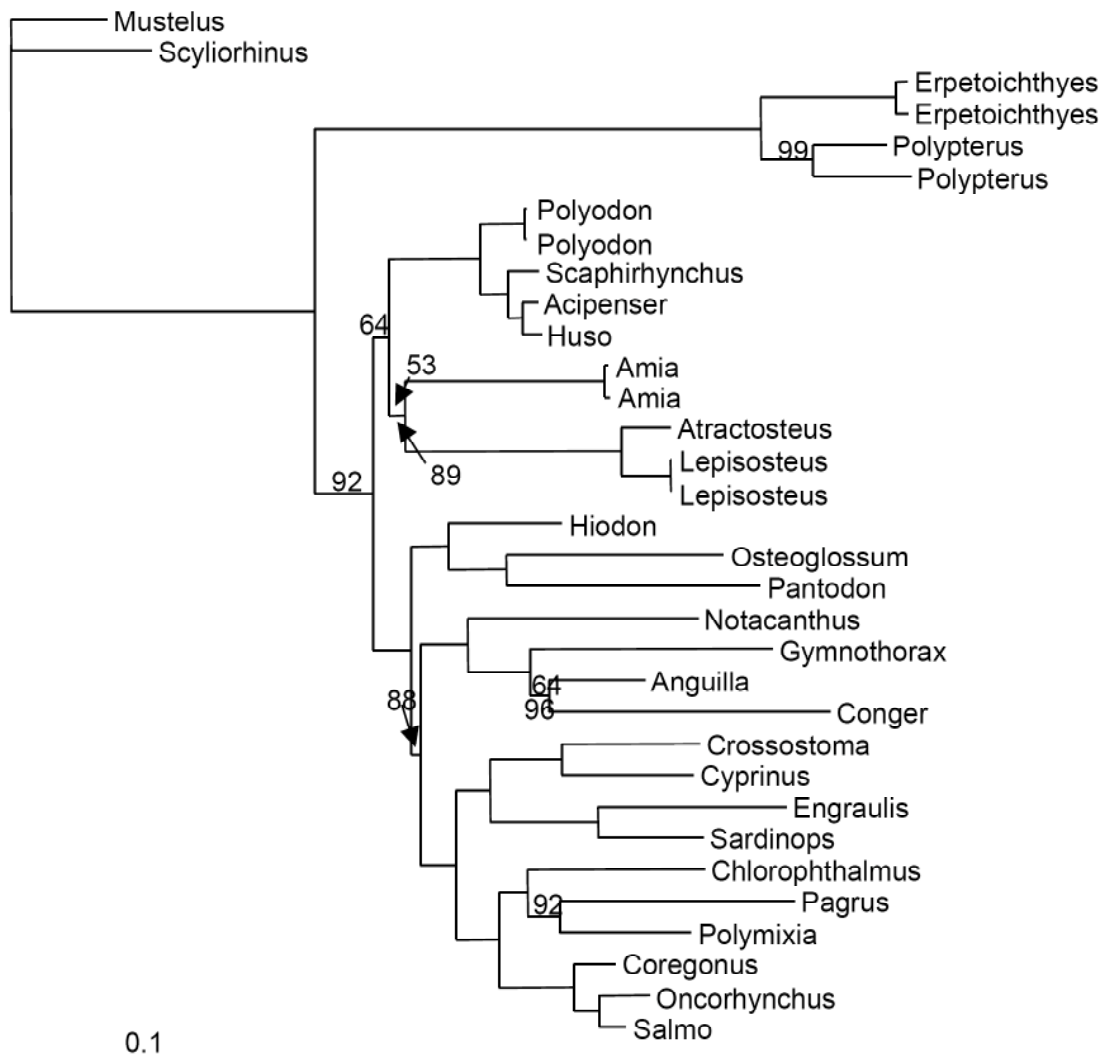 Mustelus
Scyliorhinus
Erpetoichthyes
Erpetoichthyes
99
Polypterus
Polypterus
Polyodon
Polyodon
Scaphirhynchus
Acipenser
64
Huso
53
Amia
Amia
Atractosteus
Lepisosteus
89
92
Lepisosteus
Hiodon
Osteoglossum
Pantodon
Notacanthus
Gymnothorax
64
Anguilla
88
96
Conger
Crossostoma
Cyprinus
Engraulis
Sardinops
Chlorophthalmus
92
Pagrus
Polymixia
Coregonus
Oncorhynchus
Salmo
0.1